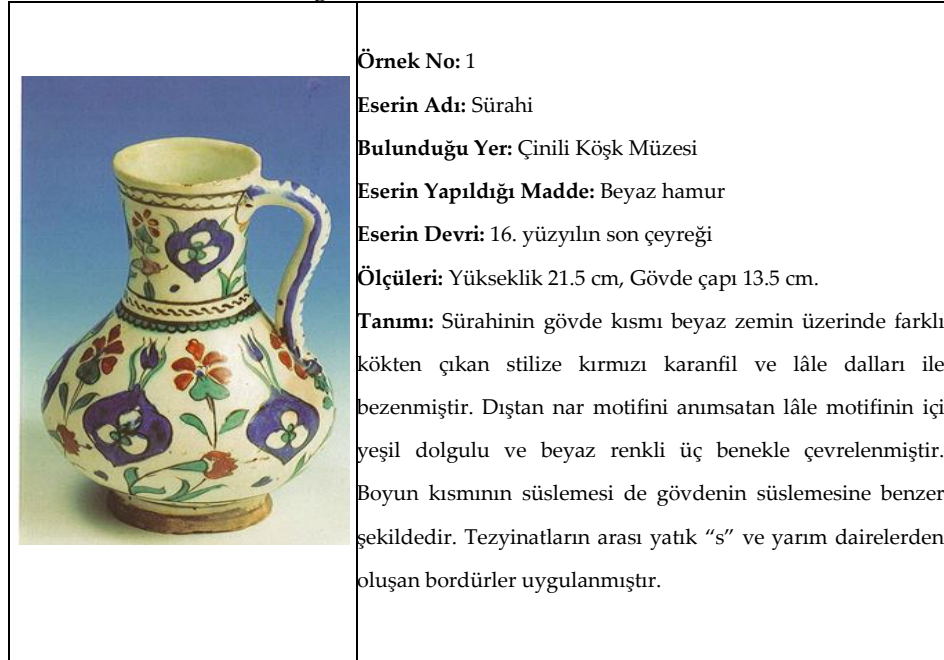 Örnek No: 1
Eserin Adı: Sürahi
Bulunduğu Yer: Çinili Köşk Müzesi
Eserin Yapıldığı Madde: Beyaz hamur
Eserin Devri: 16. yüzyılın son çeyreği
Ölçüleri: Yükseklik 21.5 cm, Gövde çapı 13.5 cm.
Tanımı: Sürahinin gövde kısmı beyaz zemin üzerinde farklı
kökten çıkan stilize kırmızı karanfil ve lâle dalları ile
bezenmiştir. Dıştan nar motifini anımsatan lâle motifinin içi
yeşil dolgulu ve beyaz renkli üç benekle çevrelenmiştir.
Boyun kısmının süslemesi de gövdenin süslemesine benzer
şekildedir. Tezyinatların arası yatık “s” ve yarım dairelerden
oluşan bordürler uygulanmıştır.